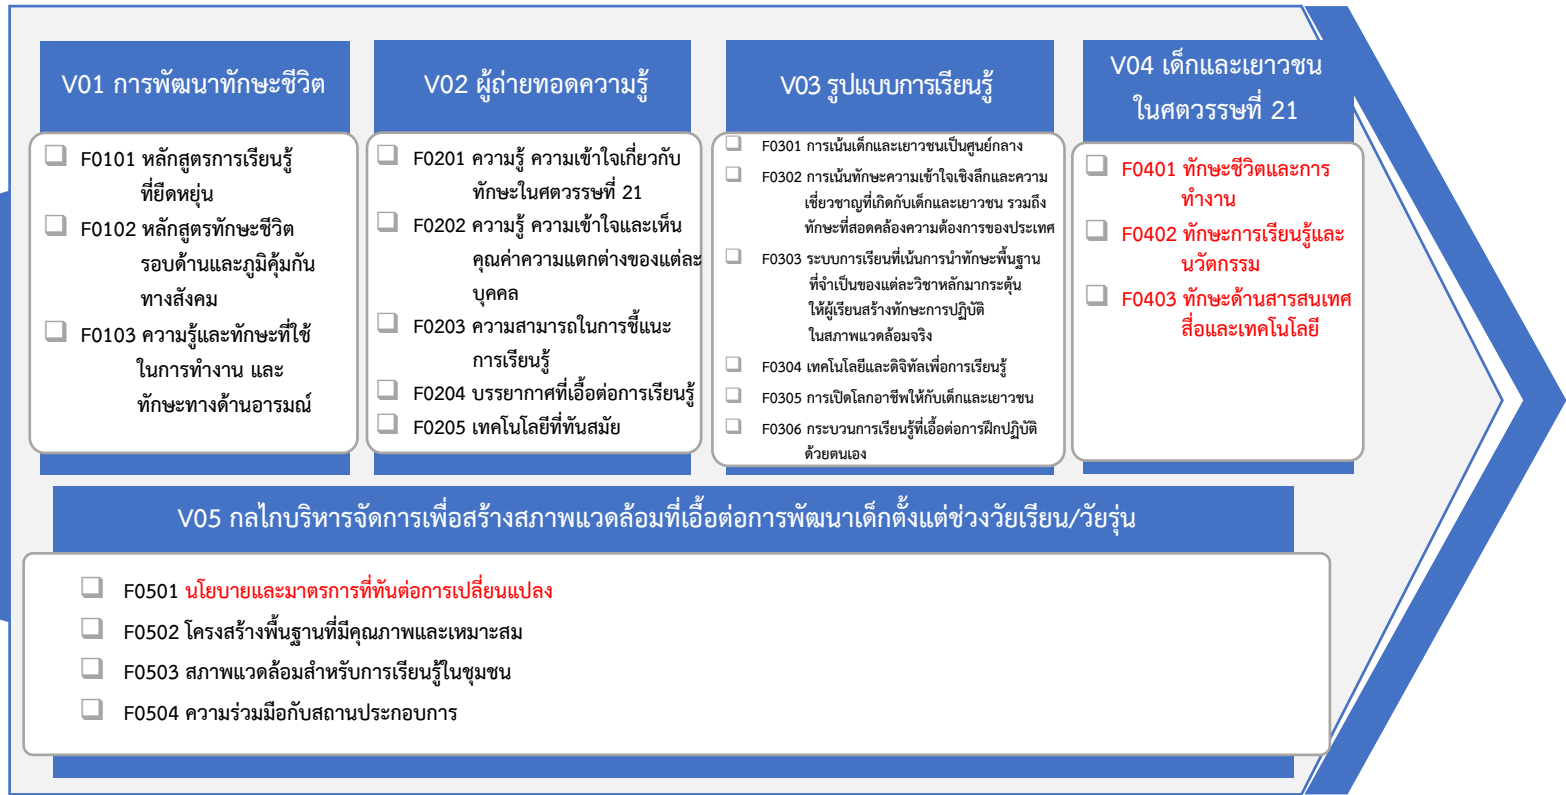 V01 การพัฒนาทักษะชีวิต
F0101 หลักสูตรการเรียนรู้
ที่ยืดหยุ่น
F0102 หลักสูตรทักษะชีวิต
รอบด้านและภูมิคุ้มกัน
ทางสังคม
F0103 ความรู้และทักษะที่ใช้
ในการทำงาน และ
ทักษะทางด้านอารมณ์
V02 ผู้ถ่ายทอดความรู้
F0201 ความรู้ ความเข้าใจเกี่ยวกับ
ทักษะในศตวรรษที่ 21
F0202 ความรู้ ความเข้าใจและเห็น
คุณค่าความแตกต่างของแต่ละ
บุคคล
F0203 ความสามารถในการชี้แนะ
การเรียนรู้
F0204 บรรยากาศที่เอื้อต่อการเรียนรู้
F0205 เทคโนโลยีที่ทันสมัย
V03 รูปแบบการเรียนรู้
F0301 การเน้นเด็กและเยาวชนเป็นศูนย์กลาง
F0302 การเน้นทักษะความเข้าใจเชิงลึกและความ
เชี่ยวชาญที่เกิดกับเด็กและเยาวชน รวมถึง
ทักษะที่สอดคล้องความต้องการของประเทศ
F0303 ระบบการเรียนที่เน้นการนำทักษะพื้นฐาน
ที่จำเป็นของแต่ละวิชาหลักมากระตุ้น
ให้ผู้เรียนสร้างทักษะการปฏิบัติ
ในสภาพแวดล้อมจริง
F0304 เทคโนโลยีและดิจิทัลเพื่อการเรียนรู้
F0305 การเปิดโลกอาชีพให้กับเด็กและเยาวชน
F0306 กระบวนการเรียนรู้ที่เอื้อต่อการฝึกปฏิบัติ
ด้วยตนเอง
V04 เด็กและเยาวชน
ในศตวรรษที่ 21
F0401 ทักษะชีวิตและการ
ทำงาน
F0402 ทักษะการเรียนรู้และ
นวัตกรรม
F0403 ทักษะด้านสารสนเทศ
สื่อและเทคโนโลยี
V05 กลไกบริหารจัดการเพื่อสร้างสภาพแวดล้อมที่เอื้อต่อการพัฒนาเด็กตั้งแต่ช่วงวัยเรียน/วัยรุ่น
F0501 นโยบายและมาตรการที่ทันต่อการเปลี่ยนแปลง
F0502 โครงสร้างพื้นฐานที่มีคุณภาพและเหมาะสม
F0503 สภาพแวดล้อมสำหรับการเรียนรู้ในชุมชน
F0504 ความร่วมมือกับสถานประกอบการ